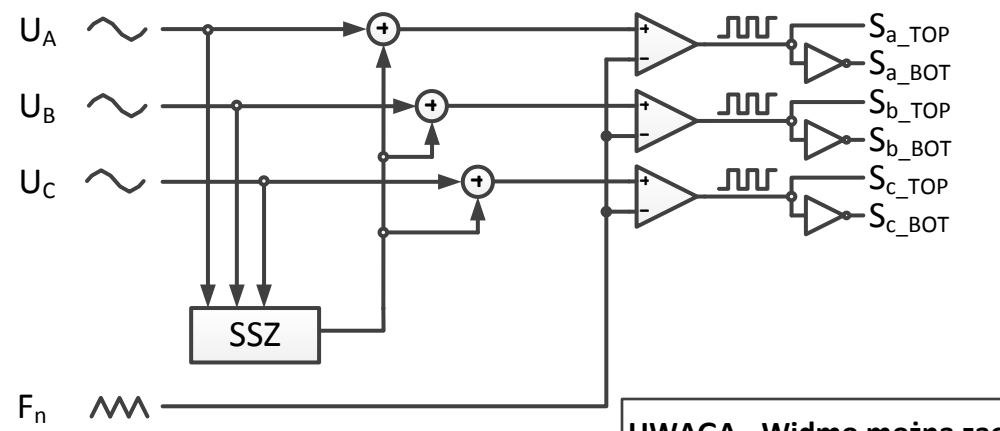 U_A
S_a_TOP
S_a_BOT
U_B
S_b_TOP
S_b_BOT
U_C
S_c_TOP
S_c_BOT
SSZ
F_n
UWAGA - Widmo można